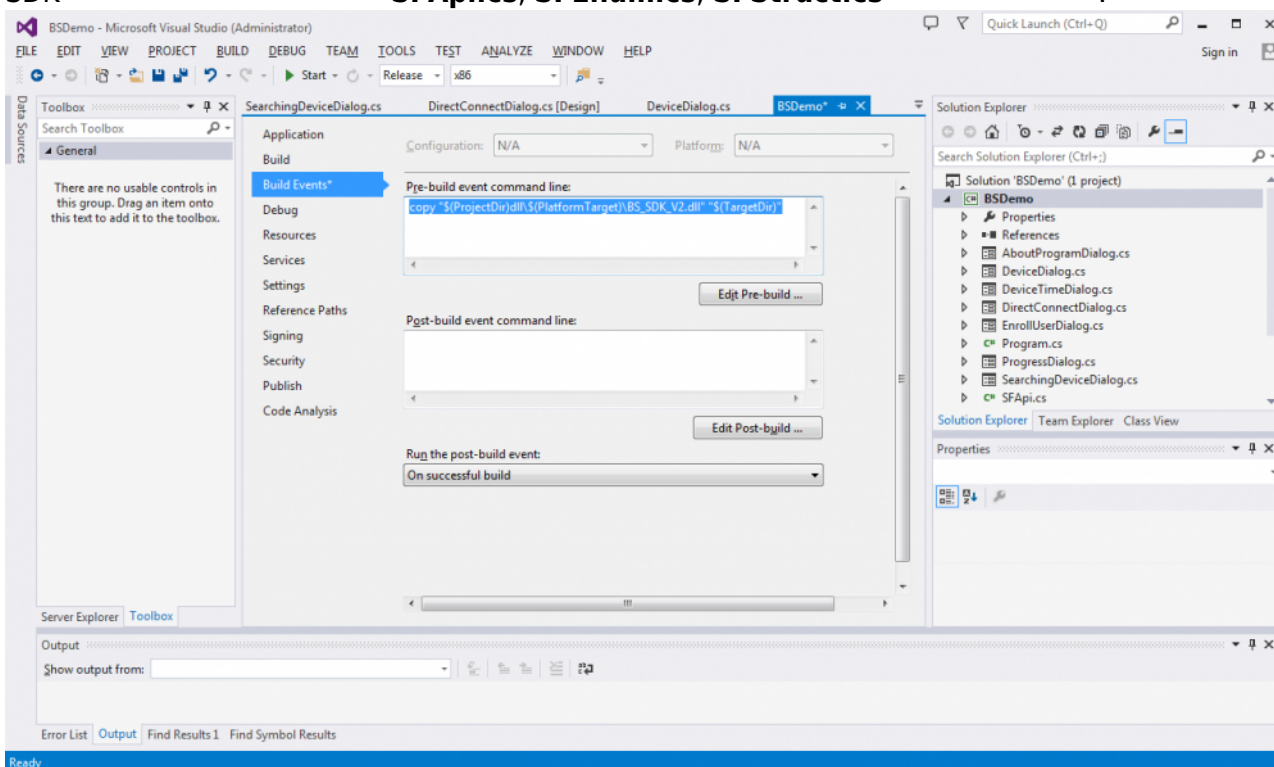 BSDemo - Microsoft Visual Studio (Administrator)
Quick Launch (Ctrl+Q)
FILE EDIT VIEW PROJECT BUILD DEBUG TEAM TOOLS TEST ANALYZE WINDOW HELP
Sign in
Start
Release
x86
Data Sources
Toolbox
Search Toolbox
General
There are no usable controls in
this group. Drag an item onto
this text to add it to the toolbox.
Server Explorer Toolbox
SearchingDeviceDialog.cs DirectConnectDialog.cs [Design] DeviceDialog.cs BSDemo*
Application
Build
Build Events*
Debug
Resources
Services
Settings
Reference Paths
Signing
Security
Publish
Code Analysis
Configuration: N/A Platform: N/A
Pre-build event command line:
copy "$(ProjectDir)dll\$(PlatformTarget)\BS_SDK_V2.dll" "$(TargetDir)"
Edit Pre-build ...
Post-build event command line:
Edit Post-build ...
Run the post-build event:
On successful build
Solution Explorer
Search Solution Explorer (Ctrl+;)
Solution 'BSDemo' (1 project)
BSDemo
Properties
References
AboutProgramDialog.cs
DeviceDialog.cs
DeviceTimeDialog.cs
DirectConnectDialog.cs
EnrollUserDialog.cs
Program.cs
ProgressDialog.cs
SearchingDeviceDialog.cs
SFApi.cs
Solution Explorer Team Explorer Class View
Properties
Output
Show output from:
Error List Output Find Results 1 Find Symbol Results
Ready